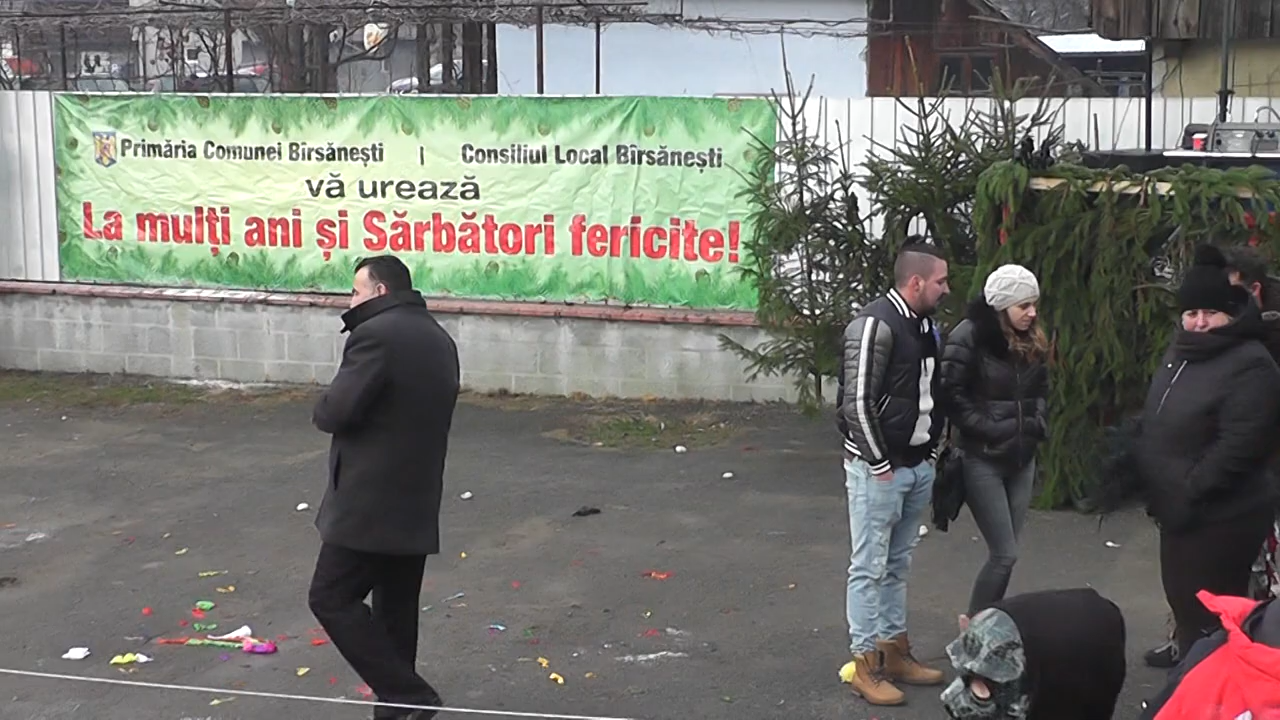 Primăria Comunei Bîrsănești | Consiliul Local Bîrsănești
vă urează
La mulți ani și Sărbători fericite!